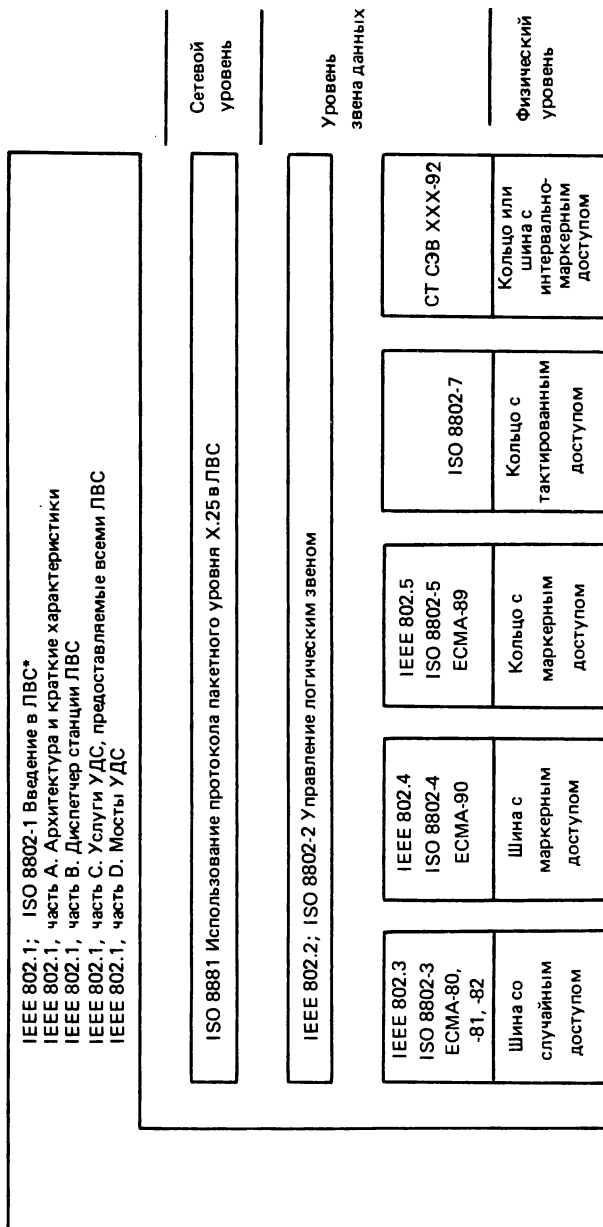 IEEE 802.1; ISO 8802-1 Введение в ЛВС*
IEEE 802.1, часть A. Архитектура и краткие характеристики
IEEE 802.1, часть B. Диспетчер станции ЛВС
IEEE 802.1, часть C. Услуги УДС, предоставляемые всеми ЛВС
IEEE 802.1, часть D. Мосты УДС
Сетевой
уровень
ISO 8881 Использование протокола пакетного уровня X.25 в ЛВС
Уровень
звена данных
IEEE 802.2; ISO 8802-2 Управление логическим звеном
IEEE 802.3
ISO 8802-3
ECMA-80,
-81, -82
Шина со
случайным
доступом
IEEE 802.4
ISO 8802-4
ECMA-90
Шина с
маркерным
доступом
IEEE 802.5
ISO 8802-5
ECMA-89
Кольцо с
маркерным
доступом
ISO 8802-7
Кольцо с
тактированным
доступом
СТ СЭВ XXX-92
Кольцо или
шина с
интервально-
маркерным
доступом
Физический
уровень